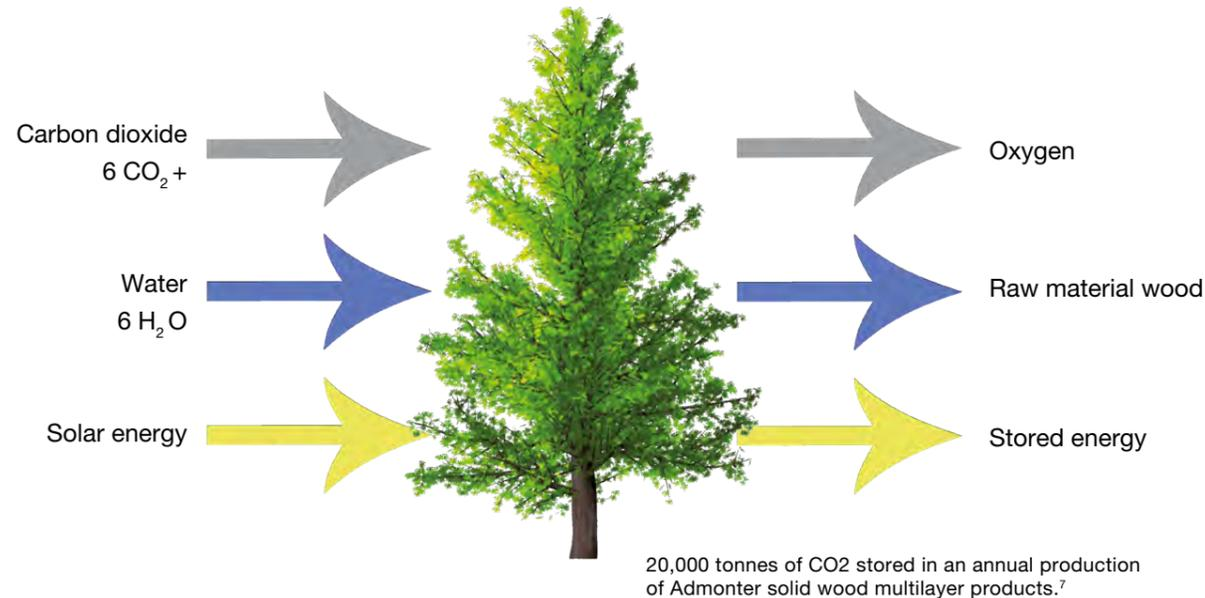 Carbon dioxide
6 CO₂ +
Water
6 H₂ O
Solar energy
Oxygen
Raw material wood
Stored energy
20,000 tonnes of CO2 stored in an annual production
of Admonter solid wood multilayer products.⁷